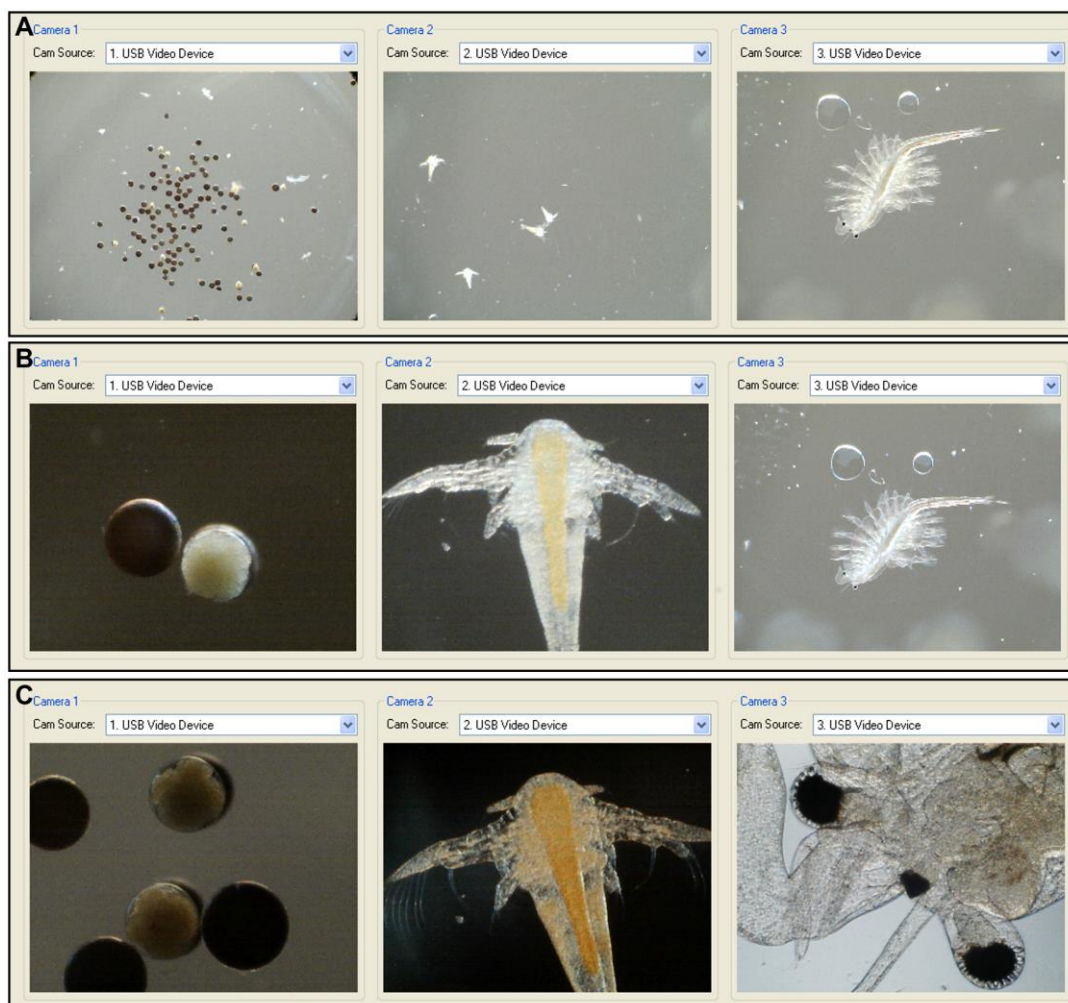 A
Camera 1
Camera 2
Camera 3
Cam Source: 1. USB Video Device
Cam Source: 2. USB Video Device
Cam Source: 3. USB Video Device
B
Camera 1
Camera 2
Camera 3
Cam Source: 1. USB Video Device
Cam Source: 2. USB Video Device
Cam Source: 3. USB Video Device
C
Camera 1
Camera 2
Camera 3
Cam Source: 1. USB Video Device
Cam Source: 2. USB Video Device
Cam Source: 3. USB Video Device